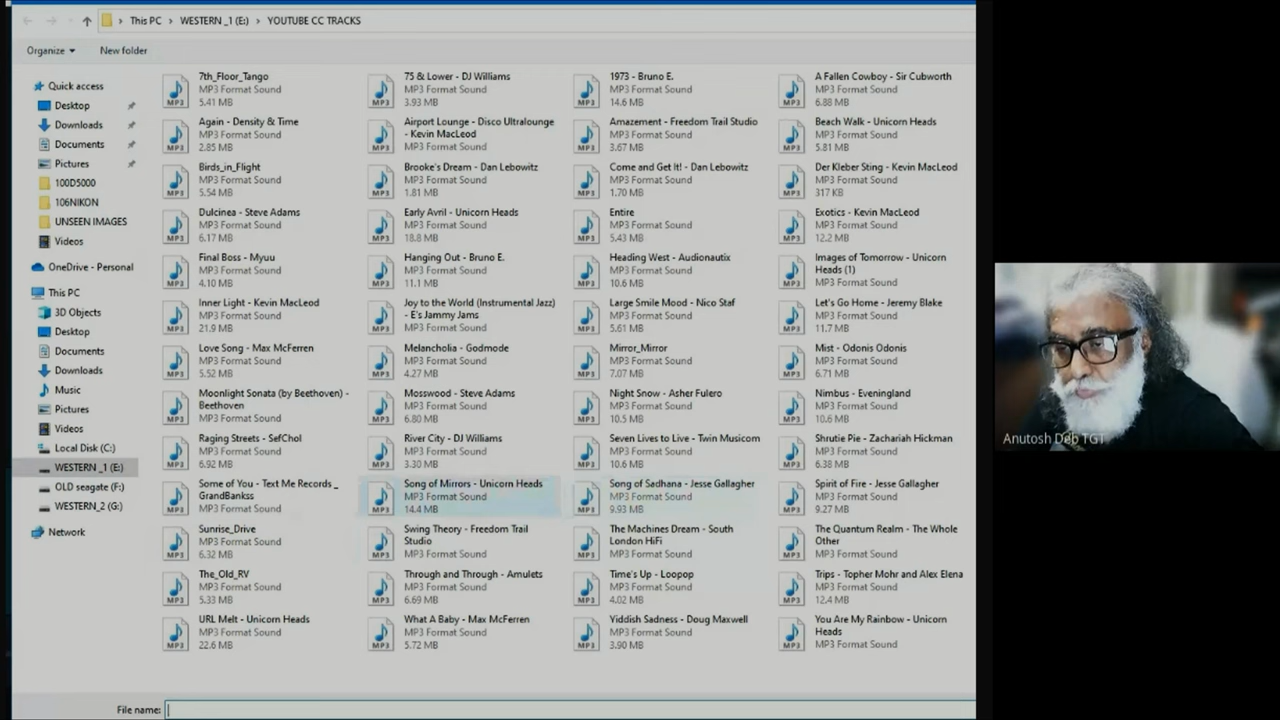 This PC > WESTERN _1 (E:) > YOUTUBE CC TRACKS
Organize
New folder
Quick access
Desktop
Downloads
Documents
Pictures
100D5000
106NIKON
UNSEEN IMAGES
Videos
OneDrive - Personal
This PC
3D Objects
Desktop
Documents
Downloads
Music
Pictures
Videos
Local Disk (C:)
WESTERN _1 (E:)
OLD seagate (F:)
WESTERN_2 (G:)
Network
7th_Floor_Tango
MP3 Format Sound
5.41 MB
75 & Lower - DJ Williams
MP3 Format Sound
3.93 MB
1973 - Bruno E.
MP3 Format Sound
14.6 MB
A Fallen Cowboy - Sir Cubworth
MP3 Format Sound
6.88 MB
Again - Density & Time
MP3 Format Sound
2.85 MB
Airport Lounge - Disco Ultralounge
- Kevin MacLeod
MP3 Format Sound
Amazement - Freedom Trail Studio
MP3 Format Sound
3.67 MB
Beach Walk - Unicorn Heads
MP3 Format Sound
5.81 MB
Birds_in_Flight
MP3 Format Sound
5.54 MB
Brooke's Dream - Dan Lebowitz
MP3 Format Sound
1.81 MB
Come and Get It! - Dan Lebowitz
MP3 Format Sound
1.70 MB
Der Kleber Sting - Kevin MacLeod
MP3 Format Sound
317 KB
Dulcinea - Steve Adams
MP3 Format Sound
6.17 MB
Early Avril - Unicorn Heads
MP3 Format Sound
18.8 MB
Entire
MP3 Format Sound
5.43 MB
Exotics - Kevin MacLeod
MP3 Format Sound
12.2 MB
Final Boss - Myuu
MP3 Format Sound
4.10 MB
Hanging Out - Bruno E.
MP3 Format Sound
11.1 MB
Heading West - Audionautix
MP3 Format Sound
10.6 MB
Images of Tomorrow - Unicorn
Heads (1)
MP3 Format Sound
Inner Light - Kevin MacLeod
MP3 Format Sound
21.9 MB
Joy to the World (Instrumental Jazz)
- E's Jammy Jams
MP3 Format Sound
Large Smile Mood - Nico Staf
MP3 Format Sound
5.61 MB
Let's Go Home - Jeremy Blake
MP3 Format Sound
11.7 MB
Love Song - Max McFerren
MP3 Format Sound
5.52 MB
Melancholia - Godmode
MP3 Format Sound
4.27 MB
Mirror_Mirror
MP3 Format Sound
7.07 MB
Mist - Odonis Odonis
MP3 Format Sound
6.71 MB
Moonlight Sonata (by Beethoven) -
Beethoven
MP3 Format Sound
Mosswood - Steve Adams
MP3 Format Sound
6.80 MB
Night Snow - Asher Fulero
MP3 Format Sound
10.5 MB
Nimbus - Eveningland
MP3 Format Sound
10.6 MB
Raging Streets - SefChol
MP3 Format Sound
6.92 MB
River City - DJ Williams
MP3 Format Sound
3.30 MB
Seven Lives to Live - Twin Musicom
MP3 Format Sound
10.6 MB
Shrutie Pie - Zachariah Hickman
MP3 Format Sound
6.38 MB
Some of You - Text Me Records _
GrandBankss
MP3 Format Sound
Song of Mirrors - Unicorn Heads
MP3 Format Sound
14.4 MB
Song of Sadhana - Jesse Gallagher
MP3 Format Sound
9.93 MB
Spirit of Fire - Jesse Gallagher
MP3 Format Sound
9.27 MB
Sunrise_Drive
MP3 Format Sound
6.32 MB
Swing Theory - Freedom Trail
Studio
MP3 Format Sound
The Machines Dream - South
London HiFi
MP3 Format Sound
The Quantum Realm - The Whole
Other
MP3 Format Sound
The_Old_RV
MP3 Format Sound
5.33 MB
Through and Through - Amulets
MP3 Format Sound
6.69 MB
Time's Up - Loopop
MP3 Format Sound
4.02 MB
Trips - Topher Mohr and Alex Elena
MP3 Format Sound
12.4 MB
URL Melt - Unicorn Heads
MP3 Format Sound
22.6 MB
What A Baby - Max McFerren
MP3 Format Sound
5.72 MB
Yiddish Sadness - Doug Maxwell
MP3 Format Sound
3.90 MB
You Are My Rainbow - Unicorn
Heads
MP3 Format Sound
File name:
Anutosh Deb TGT